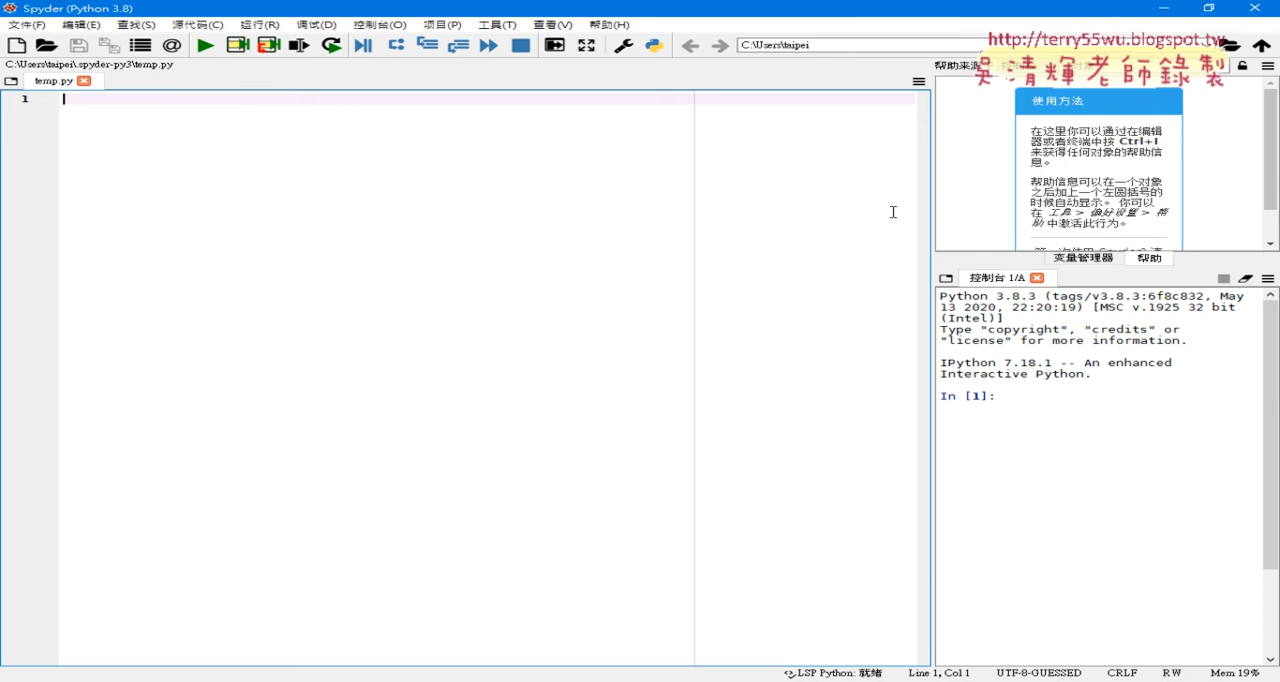 Spyder (Python 3.8)
文件(F) 编辑(E) 查找(S) 源代码(C) 运行(R) 调试(D) 控制台(O) 项目(P) 工具(T) 查看(V) 帮助(H)
C:\Users\taipei
http://terry55wu.blogspot.tw
吳清輝老師錄製
C:\Users\taipei\.spyder-py3\temp.py
帮助来源
temp.py
1
使用方法
在这里你可以通过在编辑
器或者终端中按 Ctrl+I
来获得任何对象的帮助信
息。
帮助信息可以在一个对象
之后加上一个左圆括号的
时候自动显示。 你可以
在 工具 > 偏好设置 > 帮
助 中激活此行为。
变量管理器 帮助
控制台 1/A
Python 3.8.3 (tags/v3.8.3:6f8c832, May
13 2020, 22:20:19) [MSC v.1925 32 bit
(Intel)]
Type "copyright", "credits" or
"license" for more information.
IPython 7.18.1 -- An enhanced
Interactive Python.
In [1]:
LSP Python: 就绪 Line 1, Col 1 UTF-8-GUESSED CRLF RW Mem 19%